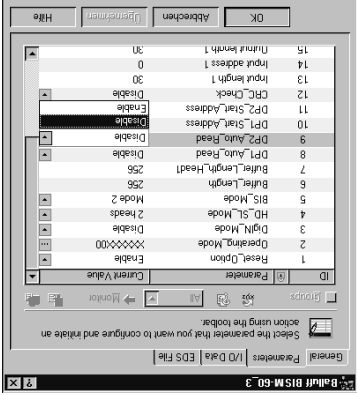 Balluff BIS M-60_E
General Parameters I/O Data EDS File
Select the parameter that you want to configure and initiate an
action using the toolbar.
Groups All Monitor
ID Parameter Current Value
1 Reset_Option
2 Operating_Mode XXXXXX00
3 DigIN_Mode Disable
4 HD_SL_Mode 2 heads
5 BIS_Mode Mode 2
6 Buffer_Length 256
7 Buffer_Length_Head1 256
8 DP1_Auto_Read Disable
9 DP2_Auto_Read Disable
10 DP1_Start_Address Disable
11 DP2_Start_Address Enable
12 CRC_Check Disable
13 Input length 1 30
14 Input address 1 0
15 Output length 1 30
OK Abbrechen Übernehmen Hilfe